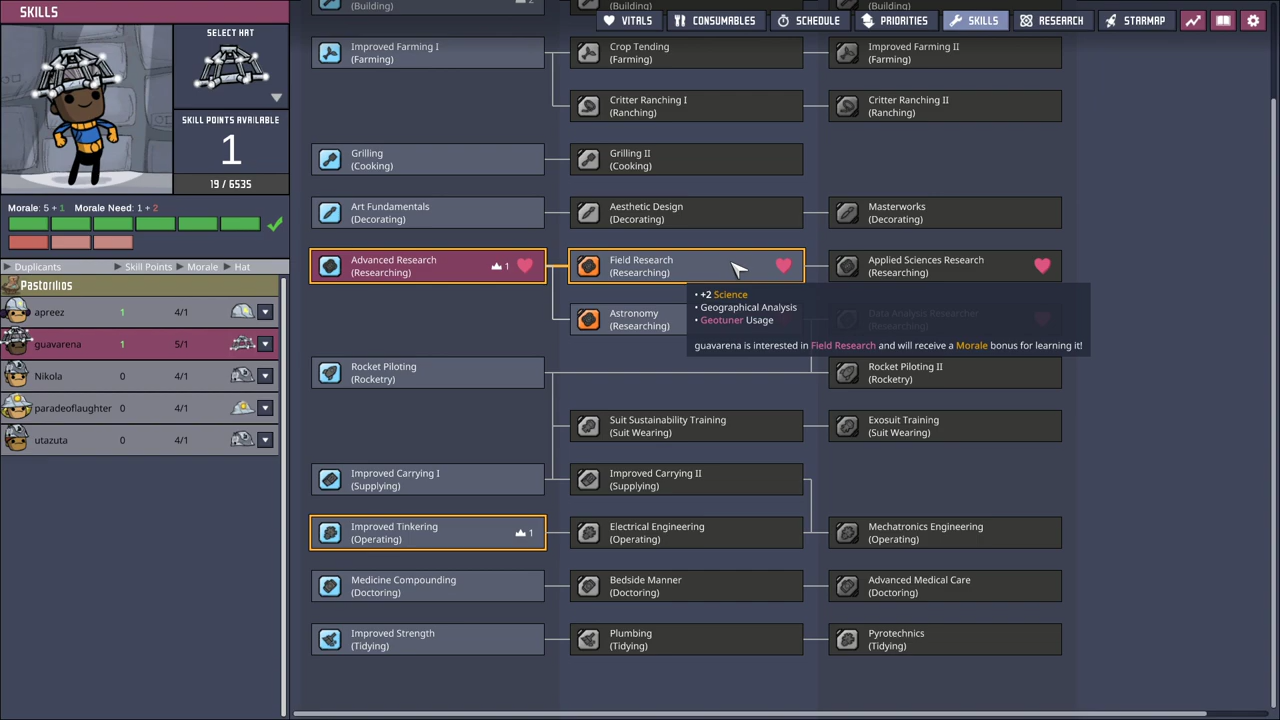 SKILLS
VITALS
CONSUMABLES
SCHEDULE
PRIORITIES
SKILLS
RESEARCH
STARMAP
SELECT HAT
SKILL POINTS AVAILABLE
1
19 / 6535
Morale: 5 + 1 Morale Need: 1 + 2
Duplicants Skill Points Morale Hat
Pastorilios
apreez 1 4/1
guavarena 1 5/1
Nikola 0 4/1
paradeoflaughter 0 4/1
utazuta 0 4/1
(Building)
(Building)
(Building)
Improved Farming I
(Farming)
Crop Tending
(Farming)
Improved Farming II
(Farming)
Critter Ranching I
(Ranching)
Critter Ranching II
(Ranching)
Grilling
(Cooking)
Grilling II
(Cooking)
Art Fundamentals
(Decorating)
Aesthetic Design
(Decorating)
Masterworks
(Decorating)
Advanced Research
(Researching)
1
Field Research
(Researching)
Applied Sciences Research
(Researching)
Astronomy
(Researching)
Data Analysis Researcher
(Researching)
• +2 Science
• Geographical Analysis
• Geotuner Usage
guavarena is interested in Field Research and will receive a Morale bonus for learning it!
Rocket Piloting
(Rocketry)
Rocket Piloting II
(Rocketry)
Suit Sustainability Training
(Suit Wearing)
Exosuit Training
(Suit Wearing)
Improved Carrying I
(Supplying)
Improved Carrying II
(Supplying)
Improved Tinkering
(Operating)
1
Electrical Engineering
(Operating)
Mechatronics Engineering
(Operating)
Medicine Compounding
(Doctoring)
Bedside Manner
(Doctoring)
Advanced Medical Care
(Doctoring)
Improved Strength
(Tidying)
Plumbing
(Tidying)
Pyrotechnics
(Tidying)